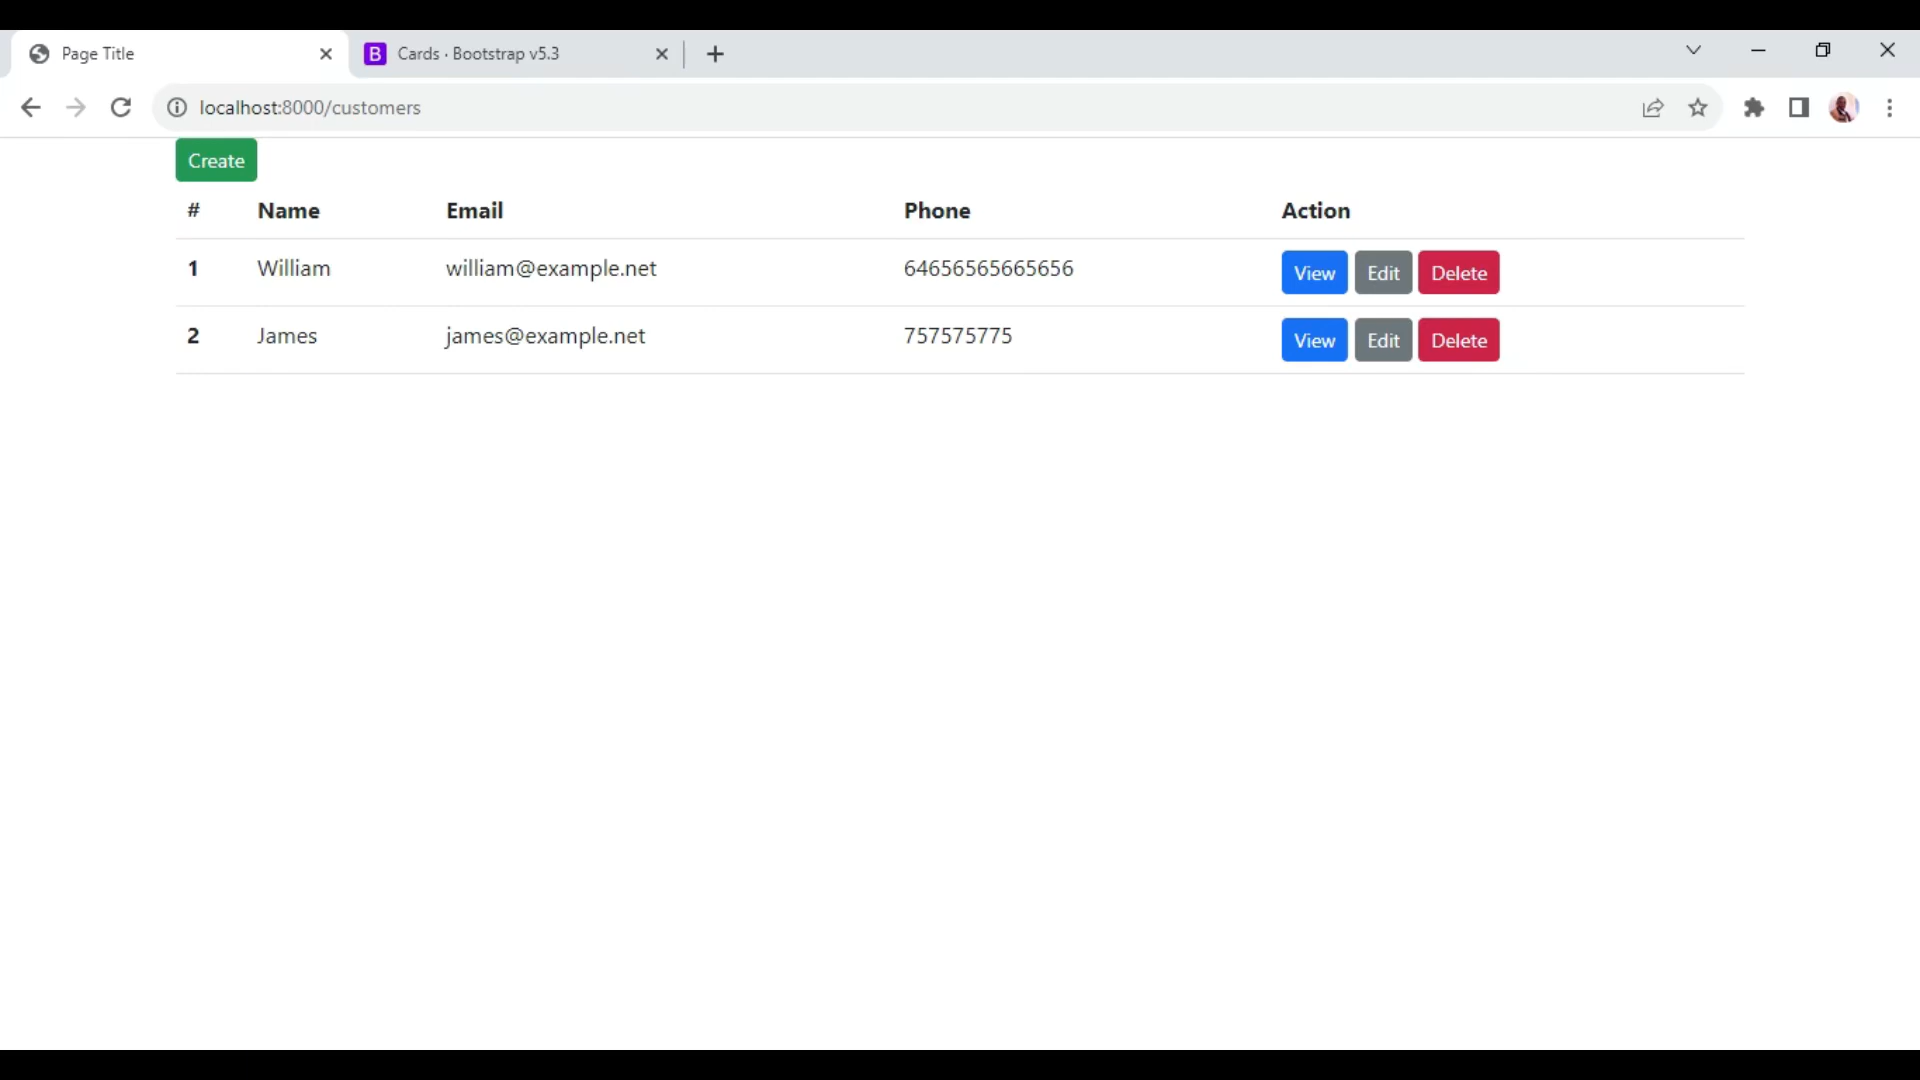 Page Title
B Cards · Bootstrap v5.3
localhost:8000/customers
Create
# Name Email Phone Action
1 William william@example.net 64656565665656 View Edit Delete
2 James james@example.net 757575775 View Edit Delete